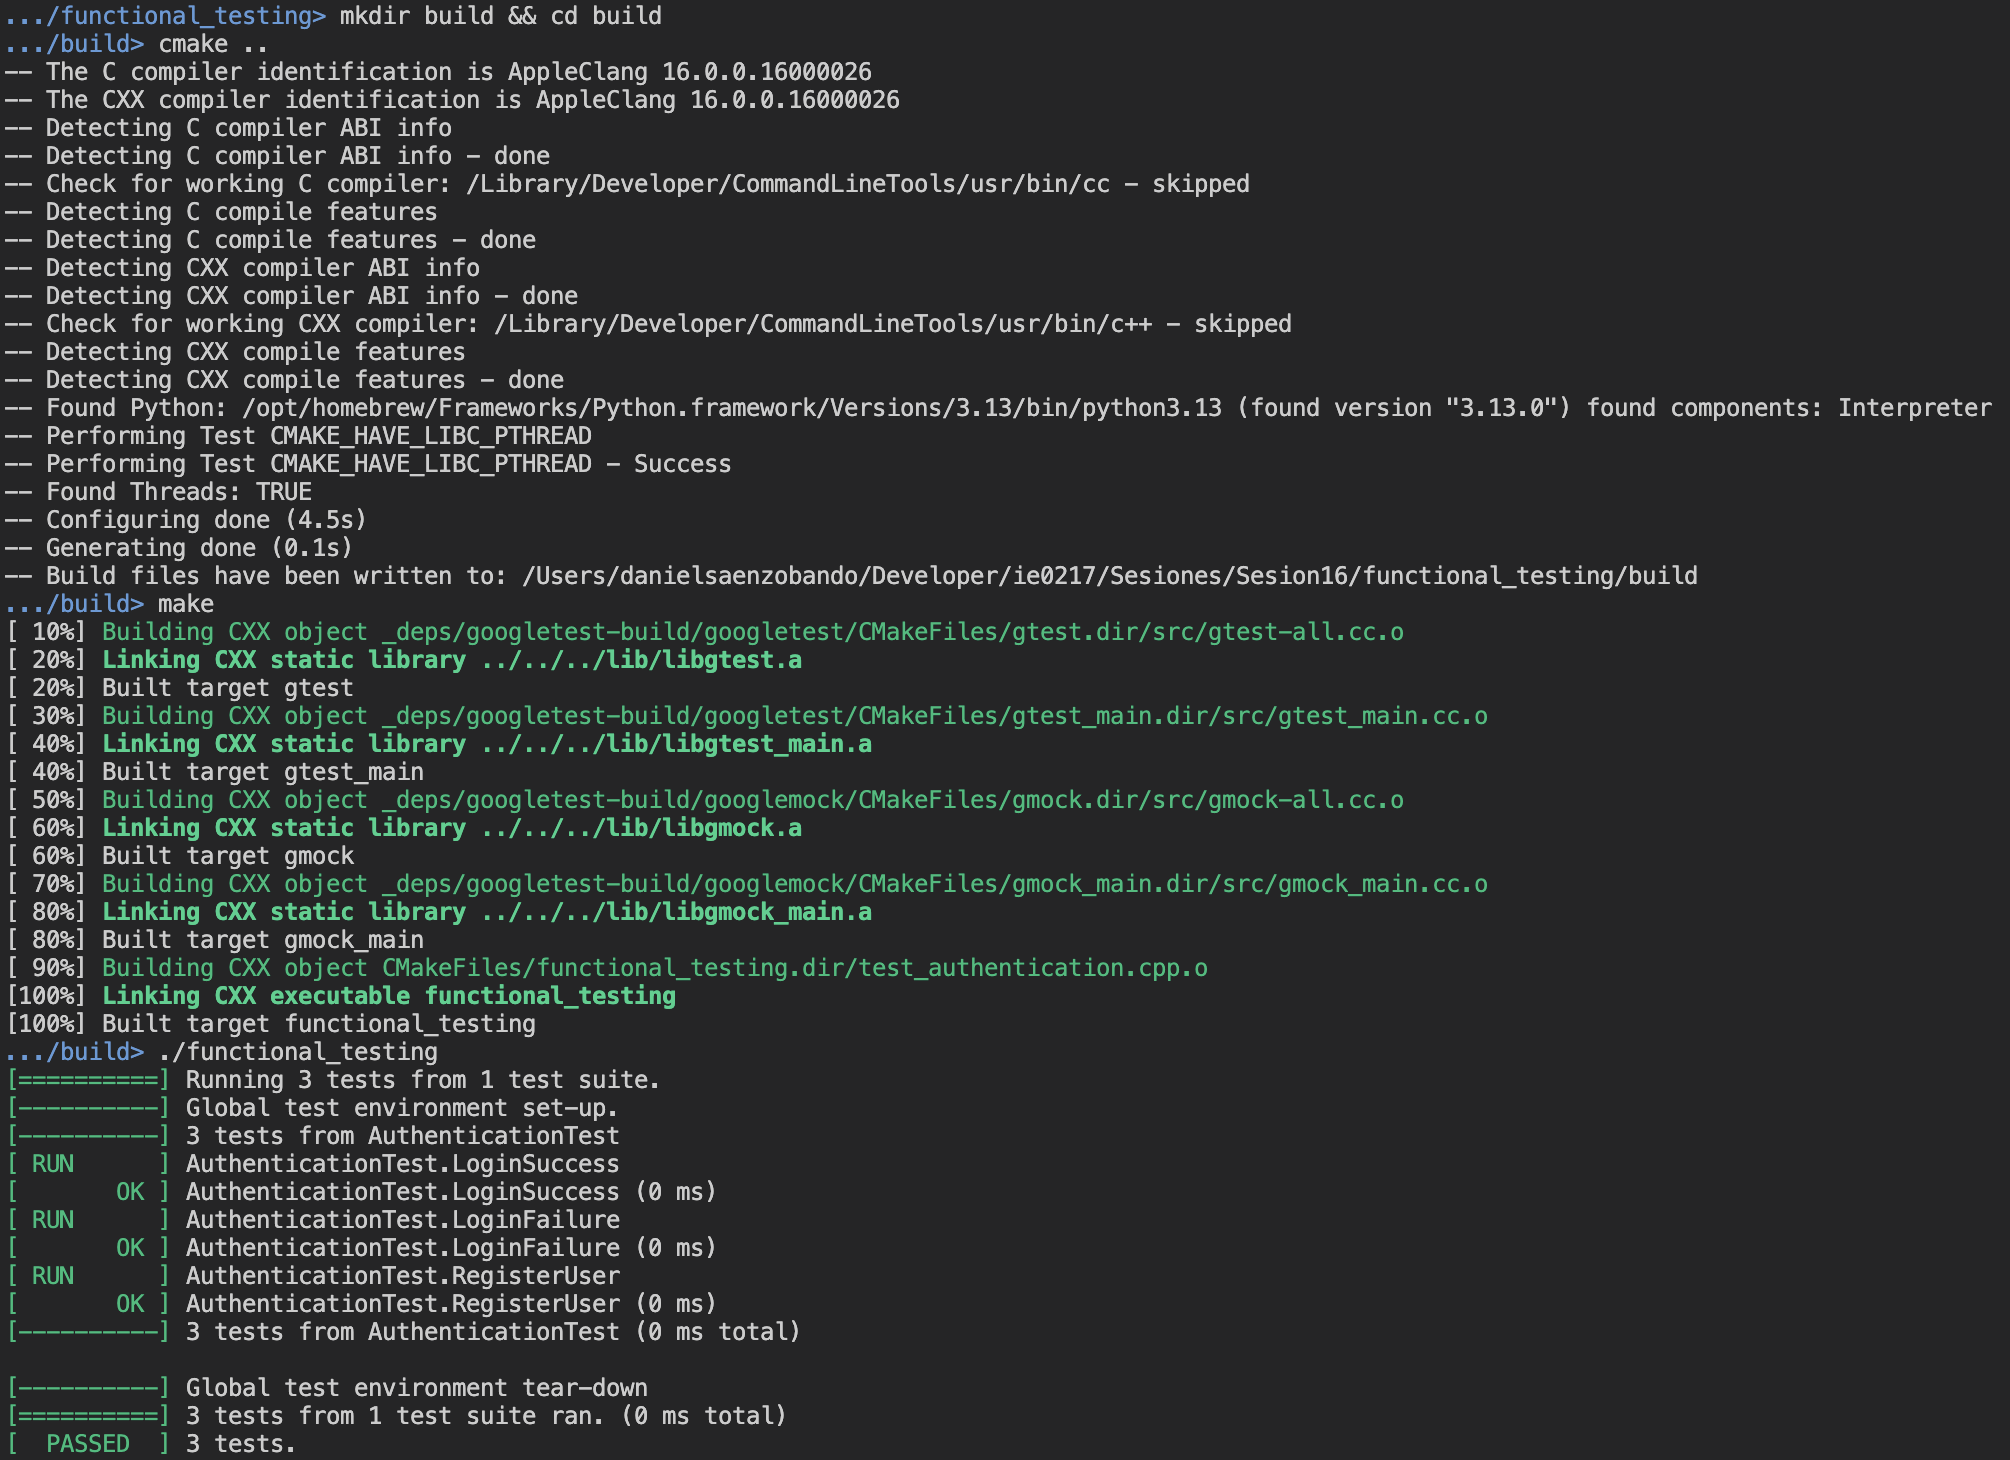 .../functional_testing> mkdir build && cd build
.../build> cmake ..
-- The C compiler identification is AppleClang 16.0.0.16000026
-- The CXX compiler identification is AppleClang 16.0.0.16000026
-- Detecting C compiler ABI info
-- Detecting C compiler ABI info - done
-- Check for working C compiler: /Library/Developer/CommandLineTools/usr/bin/cc - skipped
-- Detecting C compile features
-- Detecting C compile features - done
-- Detecting CXX compiler ABI info
-- Detecting CXX compiler ABI info - done
-- Check for working CXX compiler: /Library/Developer/CommandLineTools/usr/bin/c++ - skipped
-- Detecting CXX compile features
-- Detecting CXX compile features - done
-- Found Python: /opt/homebrew/Frameworks/Python.framework/Versions/3.13/bin/python3.13 (found version "3.13.0") found components: Interpreter
-- Performing Test CMAKE_HAVE_LIBC_PTHREAD
-- Performing Test CMAKE_HAVE_LIBC_PTHREAD - Success
-- Found Threads: TRUE
-- Configuring done (4.5s)
-- Generating done (0.1s)
-- Build files have been written to: /Users/danielsaenzobando/Developer/ie0217/Sesiones/Sesion16/functional_testing/build
.../build> make
[ 10%] Building CXX object _deps/googletest-build/googletest/CMakeFiles/gtest.dir/src/gtest-all.cc.o
[ 20%] Linking CXX static library ../../../lib/libgtest.a
[ 20%] Built target gtest
[ 30%] Building CXX object _deps/googletest-build/googletest/CMakeFiles/gtest_main.dir/src/gtest_main.cc.o
[ 40%] Linking CXX static library ../../../lib/libgtest_main.a
[ 40%] Built target gtest_main
[ 50%] Building CXX object _deps/googletest-build/googlemock/CMakeFiles/gmock.dir/src/gmock-all.cc.o
[ 60%] Linking CXX static library ../../../lib/libgmock.a
[ 60%] Built target gmock
[ 70%] Building CXX object _deps/googletest-build/googlemock/CMakeFiles/gmock_main.dir/src/gmock_main.cc.o
[ 80%] Linking CXX static library ../../../lib/libgmock_main.a
[ 80%] Built target gmock_main
[ 90%] Building CXX object CMakeFiles/functional_testing.dir/test_authentication.cpp.o
[100%] Linking CXX executable functional_testing
[100%] Built target functional_testing
.../build> ./functional_testing
[==========] Running 3 tests from 1 test suite.
[----------] Global test environment set-up.
[----------] 3 tests from AuthenticationTest
[ RUN      ] AuthenticationTest.LoginSuccess
[       OK ] AuthenticationTest.LoginSuccess (0 ms)
[ RUN      ] AuthenticationTest.LoginFailure
[       OK ] AuthenticationTest.LoginFailure (0 ms)
[ RUN      ] AuthenticationTest.RegisterUser
[       OK ] AuthenticationTest.RegisterUser (0 ms)
[----------] 3 tests from AuthenticationTest (0 ms total)
[----------] Global test environment tear-down
[==========] 3 tests from 1 test suite ran. (0 ms total)
[  PASSED  ] 3 tests.